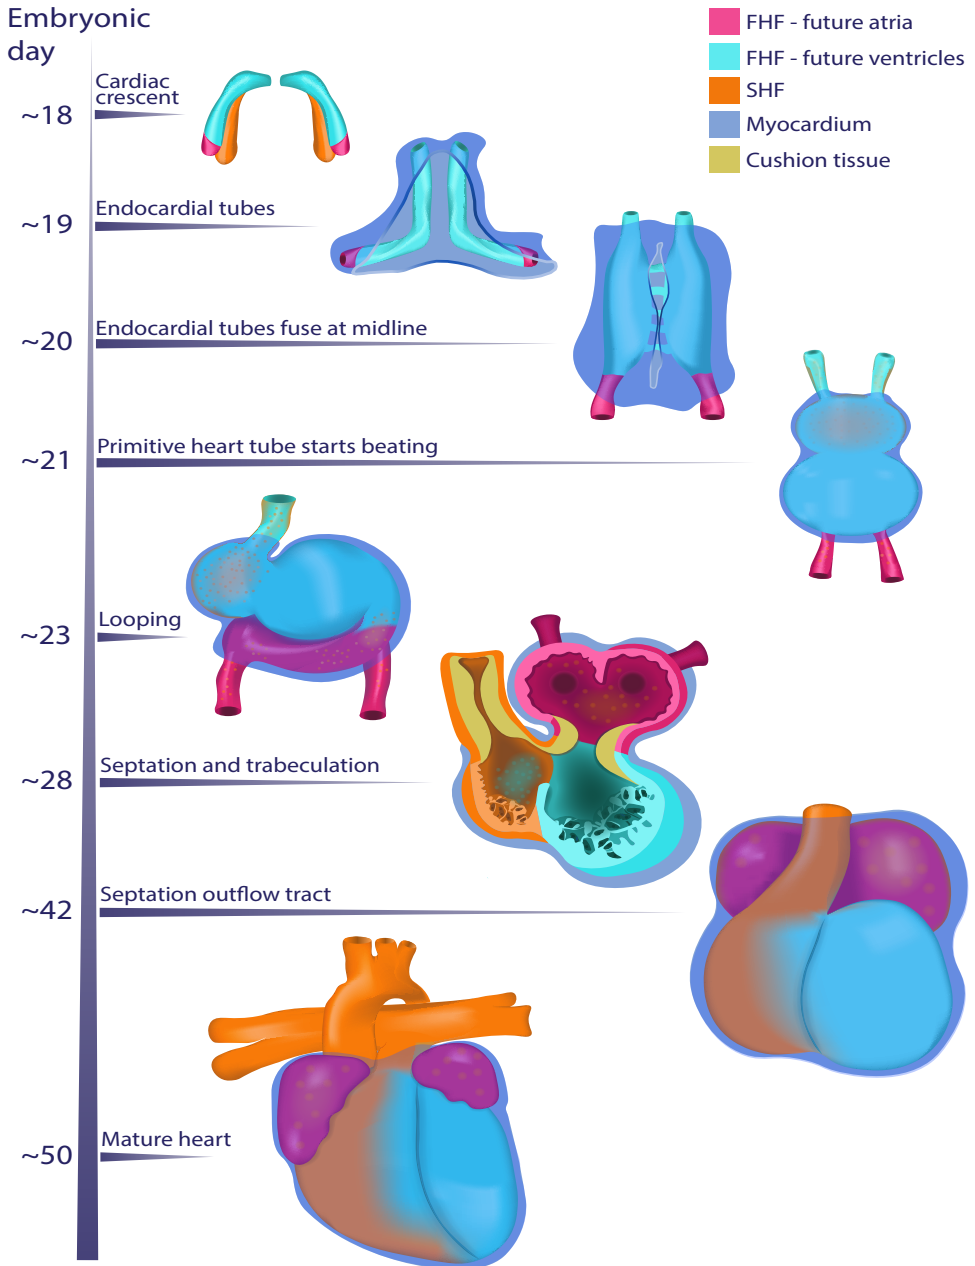 Embryonic
day
FHF - future atria
FHF - future ventricles
SHF
Myocardium
Cushion tissue
Cardiac
crescent
~18
Endocardial tubes
~19
Endocardial tubes fuse at midline
~20
Primitive heart tube starts beating
~21
Looping
~23
Septation and trabeculation
~28
Septation outflow tract
~42
Mature heart
~50